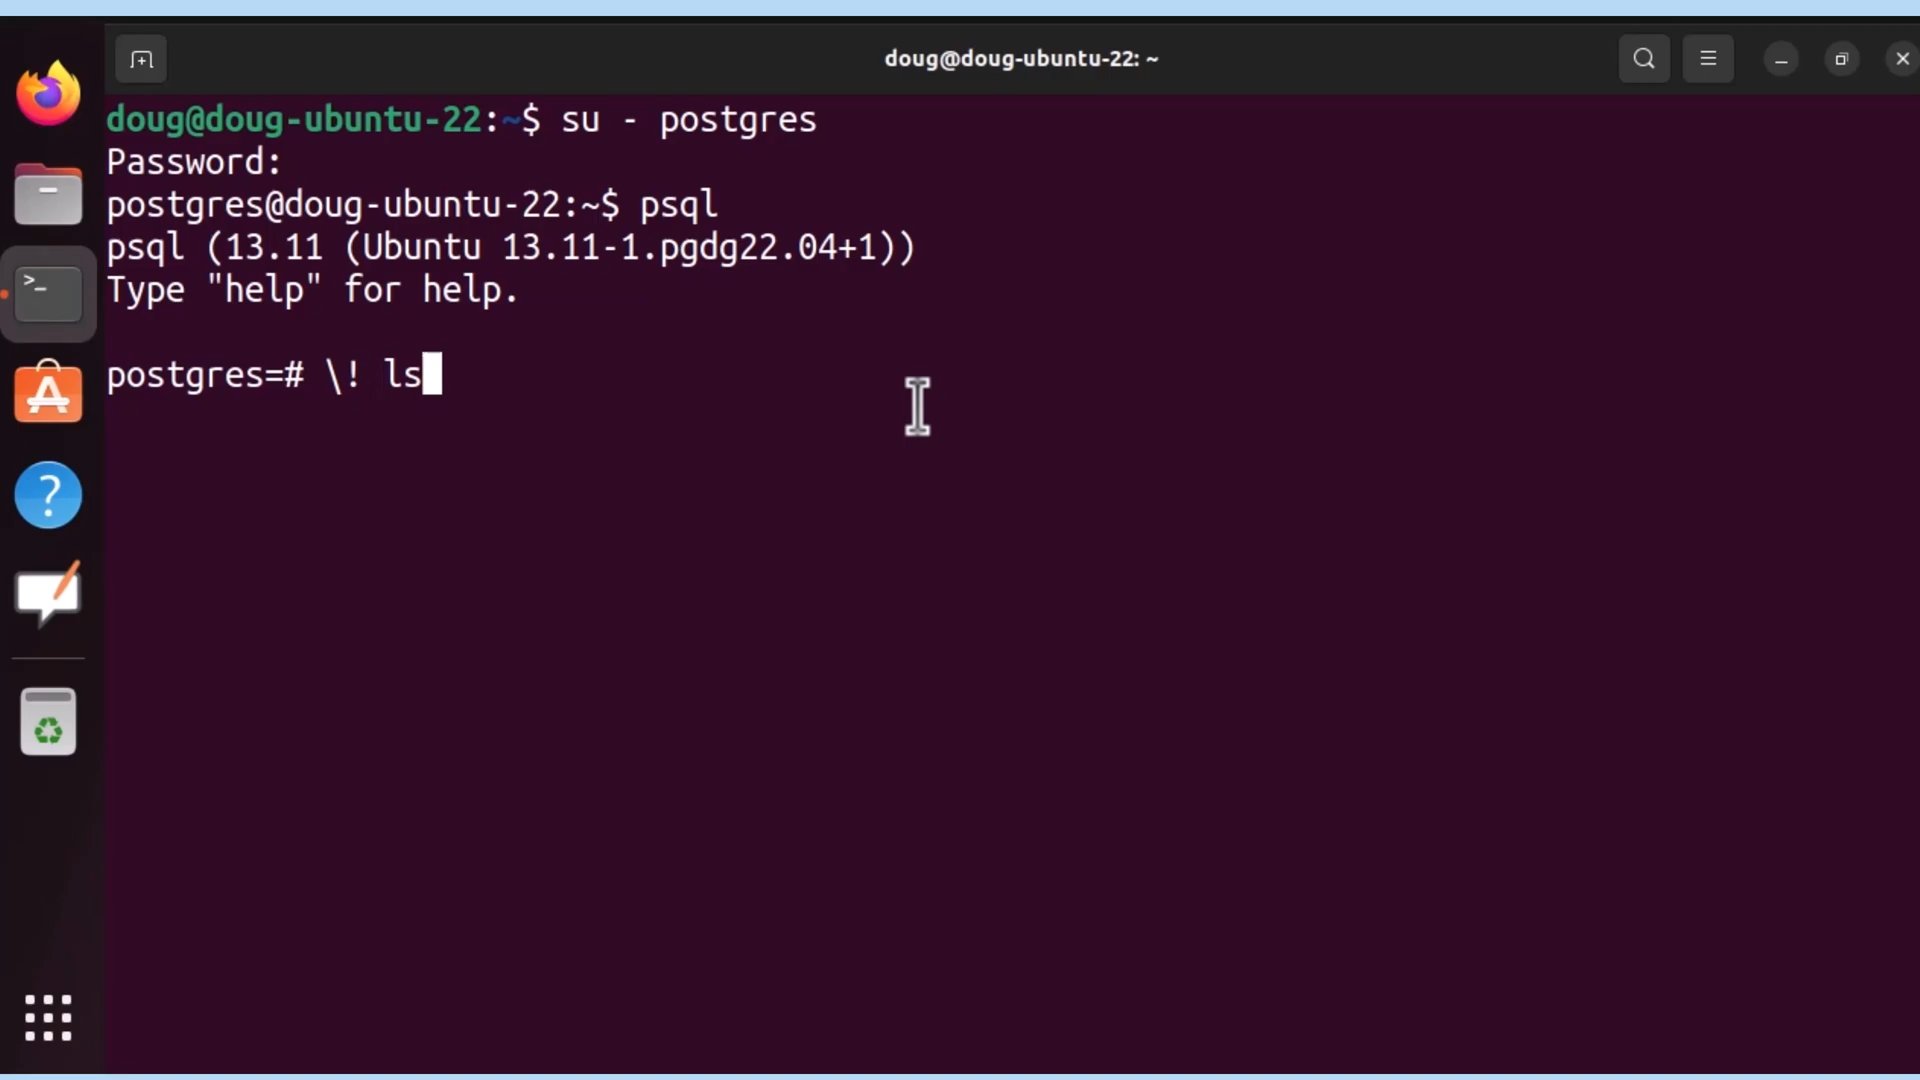 doug@doug-ubuntu-22: ~
doug@doug-ubuntu-22:~$ su - postgres
Password:
postgres@doug-ubuntu-22:~$ psql
psql (13.11 (Ubuntu 13.11-1.pgdg22.04+1))
Type "help" for help.
postgres=# \! ls